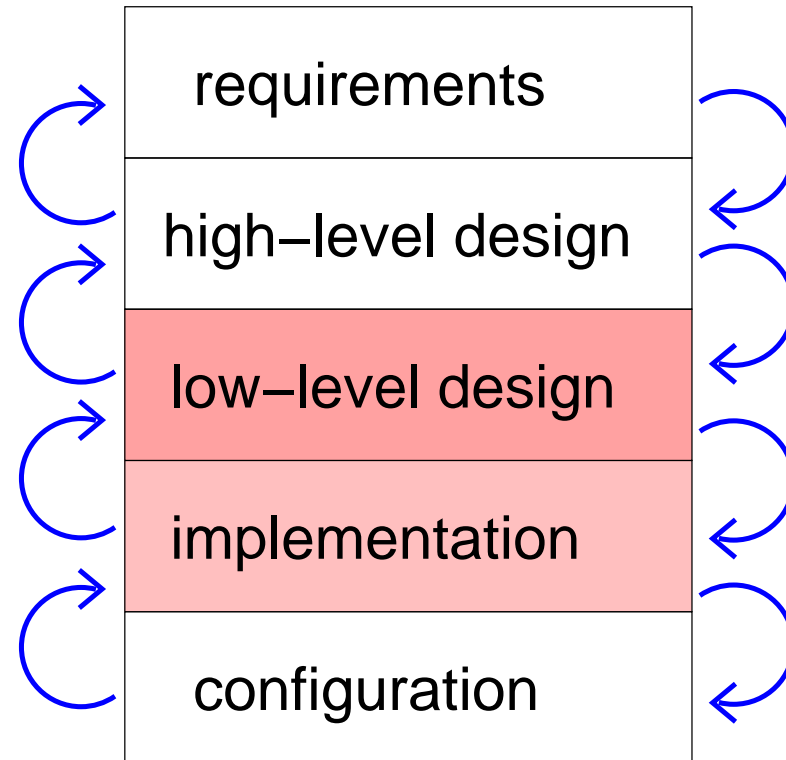 requirements
high–level design
low–level design
implementation
configuration